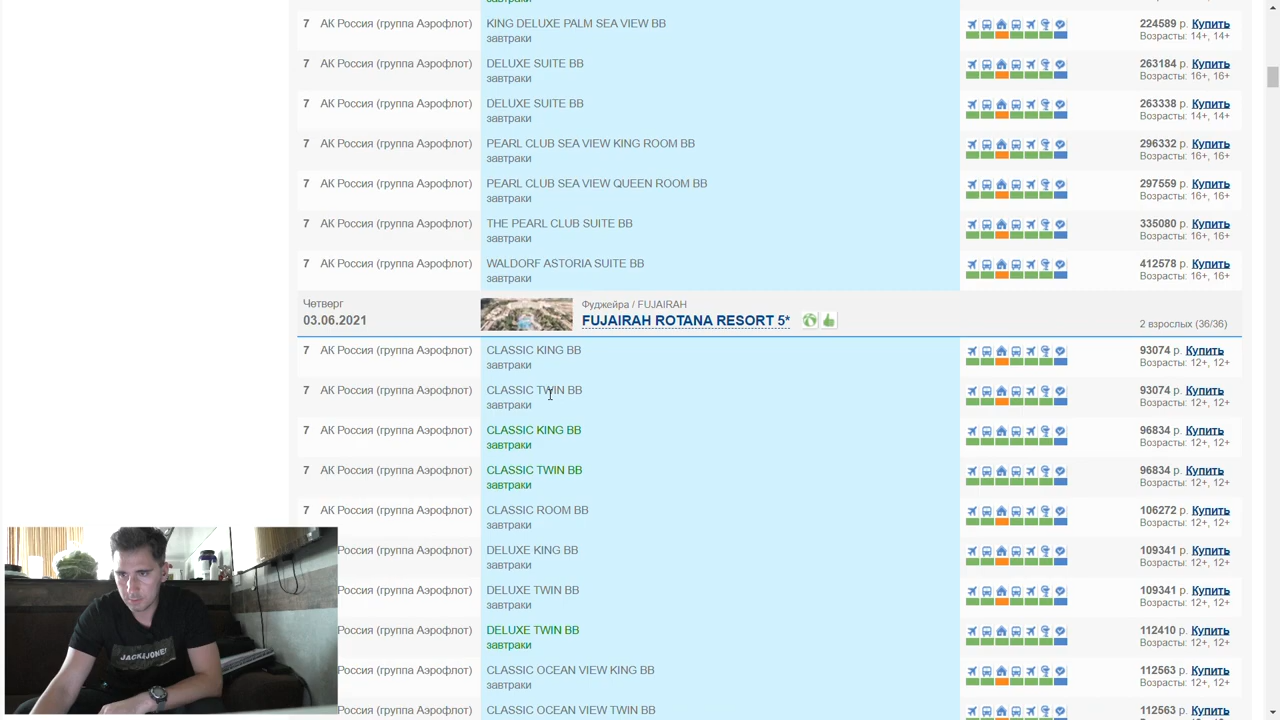 завтраки
7 АК Россия (группа Аэрофлот) KING DELUXE PALM SEA VIEW BB 224589 р. Купить
завтраки Возрасты: 14+, 14+
7 АК Россия (группа Аэрофлот) DELUXE SUITE BB 263184 р. Купить
завтраки Возрасты: 16+, 16+
7 АК Россия (группа Аэрофлот) DELUXE SUITE BB 263338 р. Купить
завтраки Возрасты: 14+, 14+
7 АК Россия (группа Аэрофлот) PEARL CLUB SEA VIEW KING ROOM BB 296332 р. Купить
завтраки Возрасты: 16+, 16+
7 АК Россия (группа Аэрофлот) PEARL CLUB SEA VIEW QUEEN ROOM BB 297559 р. Купить
завтраки Возрасты: 16+, 16+
7 АК Россия (группа Аэрофлот) THE PEARL CLUB SUITE BB 335080 р. Купить
завтраки Возрасты: 16+, 16+
7 АК Россия (группа Аэрофлот) WALDORF ASTORIA SUITE BB 412578 р. Купить
завтраки Возрасты: 16+, 16+
Четверг Фуджейра / FUJAIRAH
03.06.2021 FUJAIRAH ROTANA RESORT 5* 2 взрослых (36/36)
7 АК Россия (группа Аэрофлот) CLASSIC KING BB 93074 р. Купить
завтраки Возрасты: 12+, 12+
7 АК Россия (группа Аэрофлот) CLASSIC TWIN BB 93074 р. Купить
завтраки Возрасты: 12+, 12+
7 АК Россия (группа Аэрофлот) CLASSIC KING BB 96834 р. Купить
завтраки Возрасты: 12+, 12+
7 АК Россия (группа Аэрофлот) CLASSIC TWIN BB 96834 р. Купить
завтраки Возрасты: 12+, 12+
7 АК Россия (группа Аэрофлот) CLASSIC ROOM BB 106272 р. Купить
завтраки Возрасты: 12+, 12+
Россия (группа Аэрофлот) DELUXE KING BB 109341 р. Купить
завтраки Возрасты: 12+, 12+
Россия (группа Аэрофлот) DELUXE TWIN BB 109341 р. Купить
завтраки Возрасты: 12+, 12+
Россия (группа Аэрофлот) DELUXE TWIN BB 112410 р. Купить
завтраки Возрасты: 12+, 12+
JACK&JONES
Россия (группа Аэрофлот) CLASSIC OCEAN VIEW KING BB 112563 р. Купить
завтраки Возрасты: 12+, 12+
Россия (группа Аэрофлот) CLASSIC OCEAN VIEW TWIN BB 112563 р. Купить